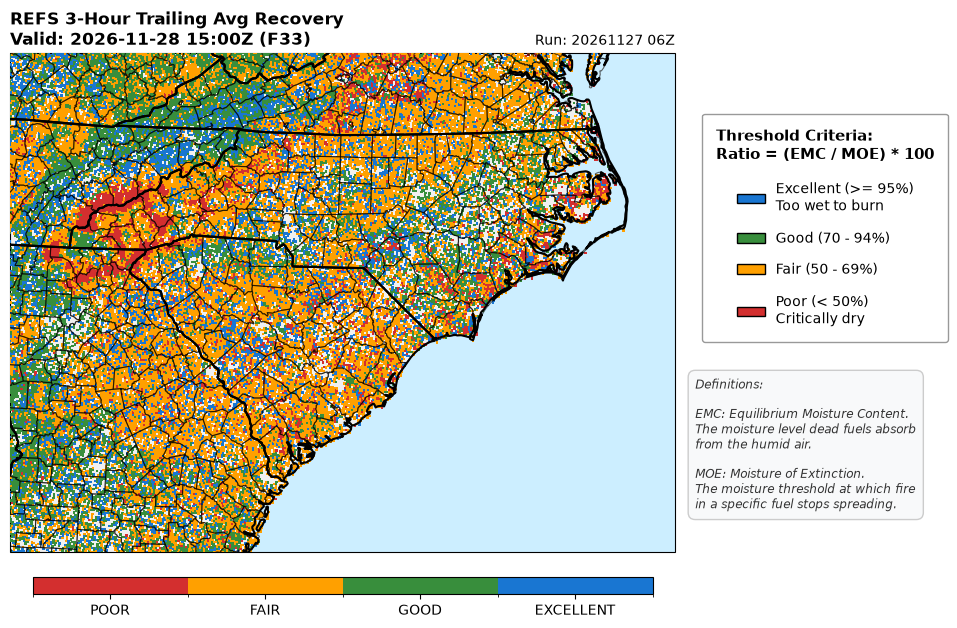 REFS 3-Hour Trailing Avg Recovery
Valid: 2026-11-28 15:00Z (F33)
Run: 20261127 06Z
Threshold Criteria:
Ratio = (EMC / MOE) * 100
Excellent (>= 95%)
Too wet to burn
Good (70 - 94%)
Fair (50 - 69%)
Poor (< 50%)
Critically dry
Definitions:
EMC: Equilibrium Moisture Content.
The moisture level dead fuels absorb
from the humid air.
MOE: Moisture of Extinction.
The moisture threshold at which fire
in a specific fuel stops spreading.
POOR
FAIR
GOOD
EXCELLENT